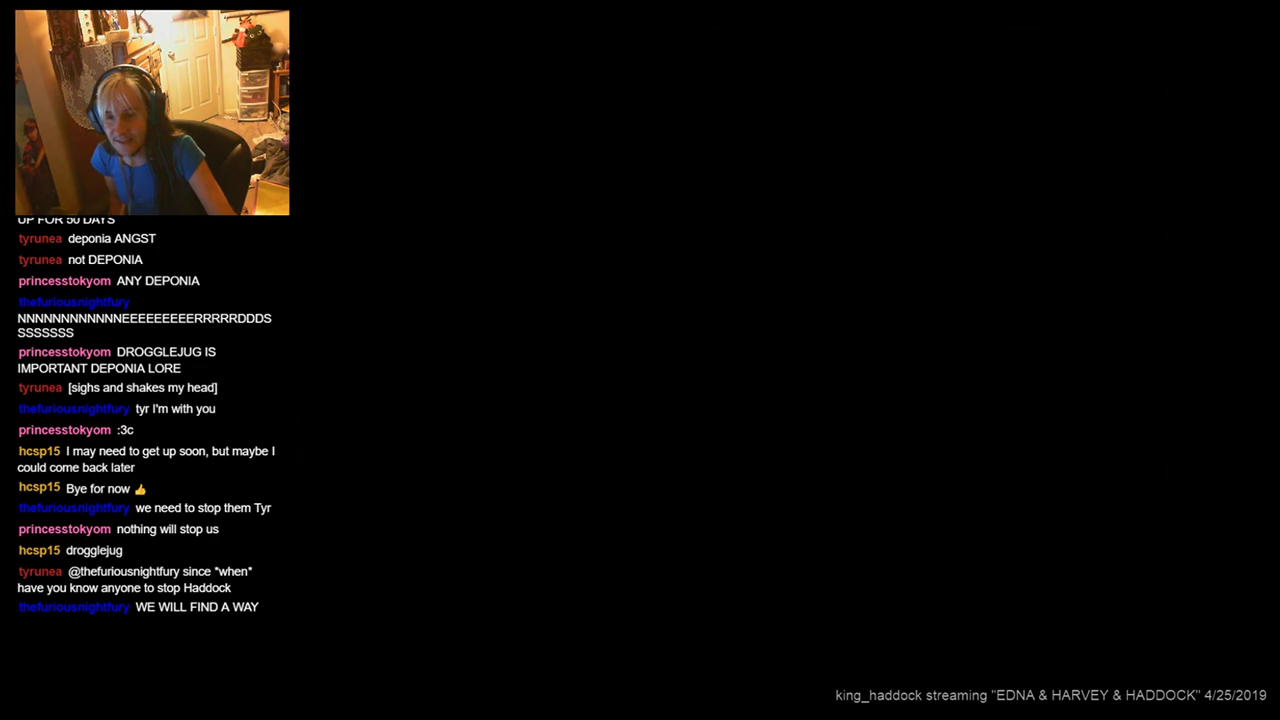 UP FOR 50 DAYS
tyrunea deponia ANGST
tyrunea not DEPONIA
princesstokyom ANY DEPONIA
thefuriousnightfury
NNNNNNNNNNNNEEEEEEEEERRRRRDDDS
SSSSSSS
princesstokyom DROGGLEJUG IS
IMPORTANT DEPONIA LORE
tyrunea [sighs and shakes my head]
thefuriousnightfury tyr I'm with you
princesstokyom :3c
hcsp15 I may need to get up soon, but maybe I
could come back later
hcsp15 Bye for now 👍
thefuriousnightfury we need to stop them Tyr
princesstokyom nothing will stop us
hcsp15 drogglejug
tyrunea @thefuriousnightfury since *when*
have you know anyone to stop Haddock
thefuriousnightfury WE WILL FIND A WAY
king_haddock streaming "EDNA & HARVEY & HADDOCK" 4/25/2019